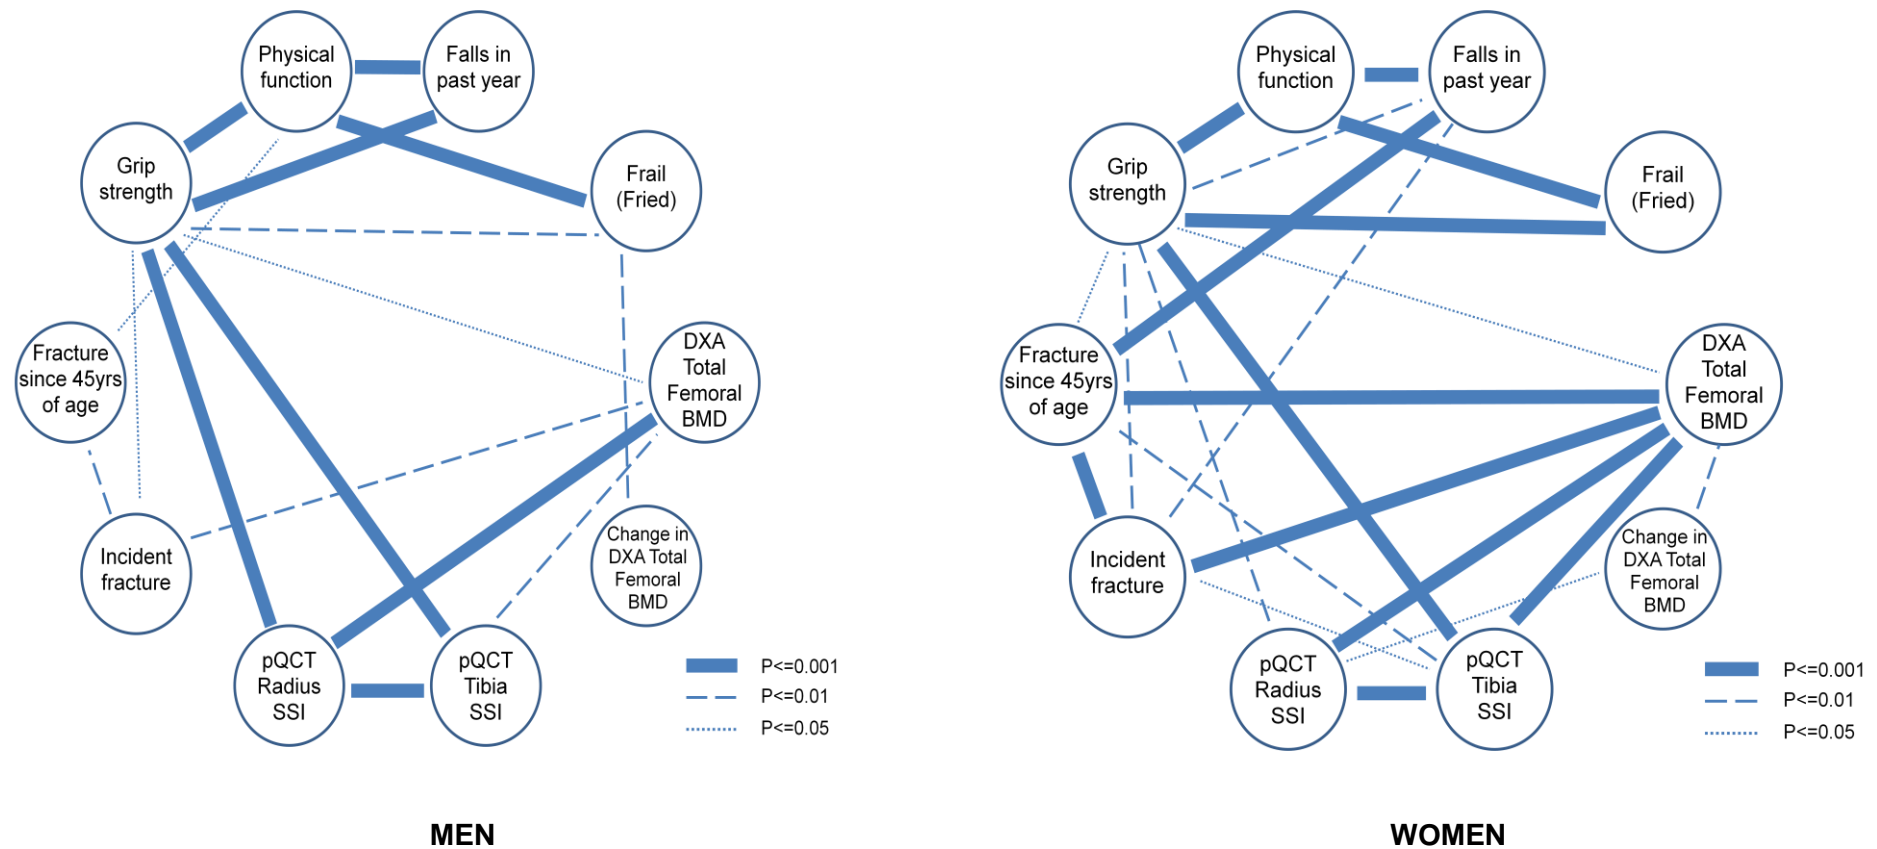 Physical
function
Falls in
past year
Grip
strength
Frail
(Fried)
Fracture
since 45yrs
of age
DXA
Total
Femoral
BMD
Incident
fracture
Change in
DXA Total
Femoral
BMD
pQCT
Radius
SSI
pQCT
Tibia
SSI
P<=0.001
P<=0.01
P<=0.05
MEN
Physical
function
Falls in
past year
Grip
strength
Frail
(Fried)
Fracture
since 45yrs
of age
DXA
Total
Femoral
BMD
Incident
fracture
Change in
DXA Total
Femoral
BMD
pQCT
Radius
SSI
pQCT
Tibia
SSI
P<=0.001
P<=0.01
P<=0.05
WOMEN